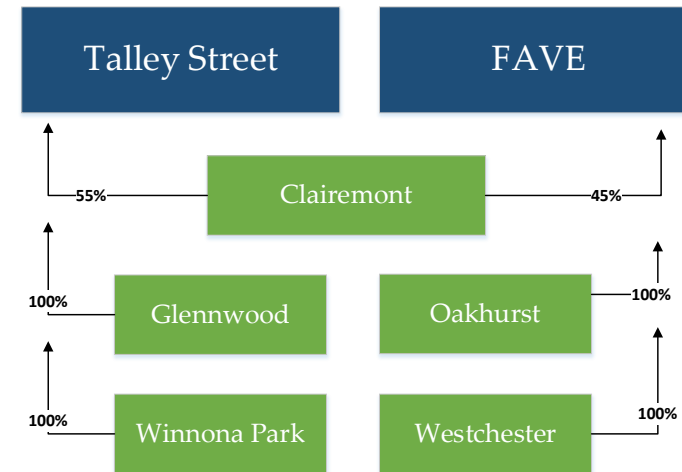 Talley Street
FAVE
55%
Clairemont
45%
100%
Glennwood
Oakhurst
100%
100%
Winnona Park
Westchester
100%